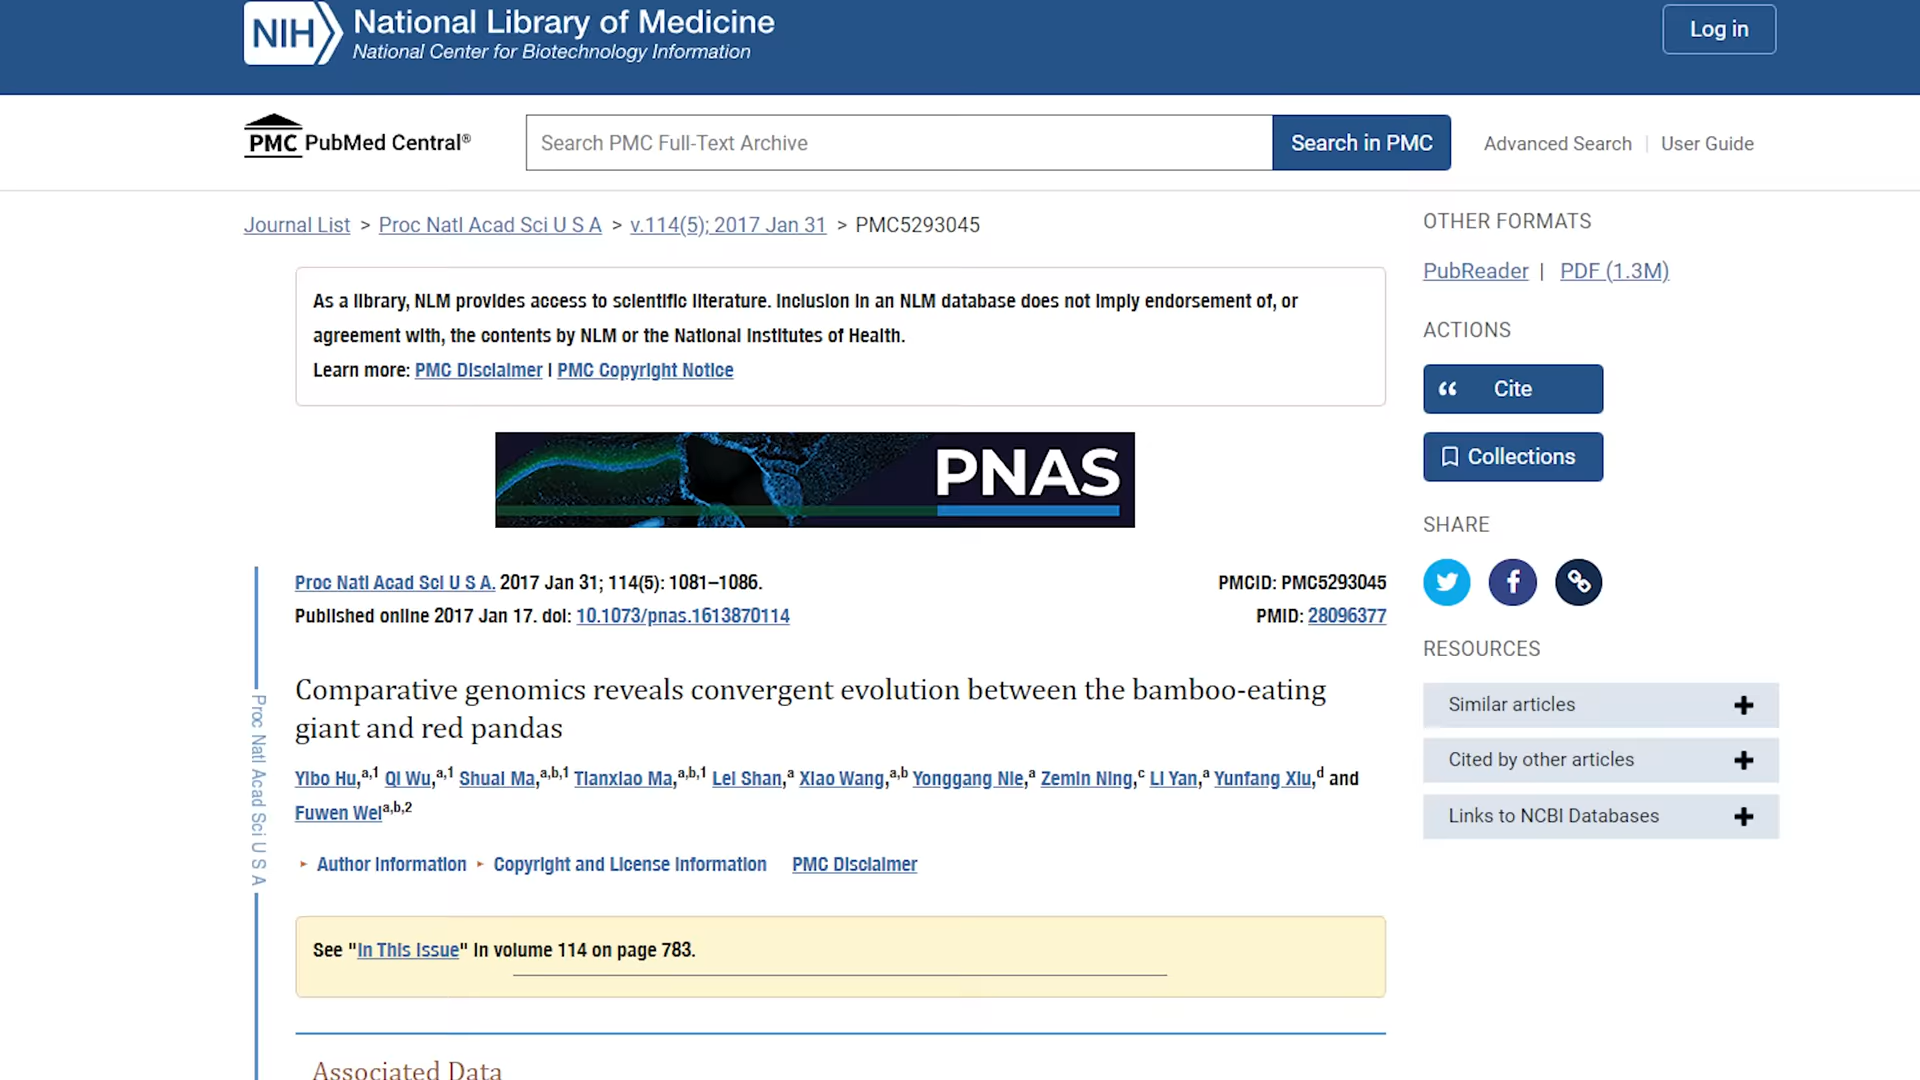 NIH National Library of Medicine
National Center for Biotechnology Information
Log in
PMC PubMed Central®
Search PMC Full-Text Archive
Search in PMC
Advanced Search
User Guide
Journal List > Proc Natl Acad Sci U S A > v.114(5); 2017 Jan 31 > PMC5293045
As a library, NLM provides access to scientific literature. Inclusion in an NLM database does not imply endorsement of, or
agreement with, the contents by NLM or the National Institutes of Health.
Learn more: PMC Disclaimer | PMC Copyright Notice
PNAS
Proc Natl Acad Sci U S A. 2017 Jan 31; 114(5): 1081–1086.
Published online 2017 Jan 17. doi: 10.1073/pnas.1613870114
PMCID: PMC5293045
PMID: 28096377
Comparative genomics reveals convergent evolution between the bamboo-eating
giant and red pandas
Yibo Hu,a,1 Qi Wu,a,1 Shuai Ma,a,b,1 Tianxiao Ma,a,b,1 Lei Shan,a Xiao Wang,a,b Yonggang Nie,a Zemin Ning,c Li Yan,a Yunfang Xiu,d and
Fuwen Weia,b,2
Author information
Copyright and License information
PMC Disclaimer
See "In This Issue" in volume 114 on page 783.
Associated Data
Proc Natl Acad Sci U S A
OTHER FORMATS
PubReader | PDF (1.3M)
ACTIONS
Cite
Collections
SHARE
RESOURCES
Similar articles
Cited by other articles
Links to NCBI Databases